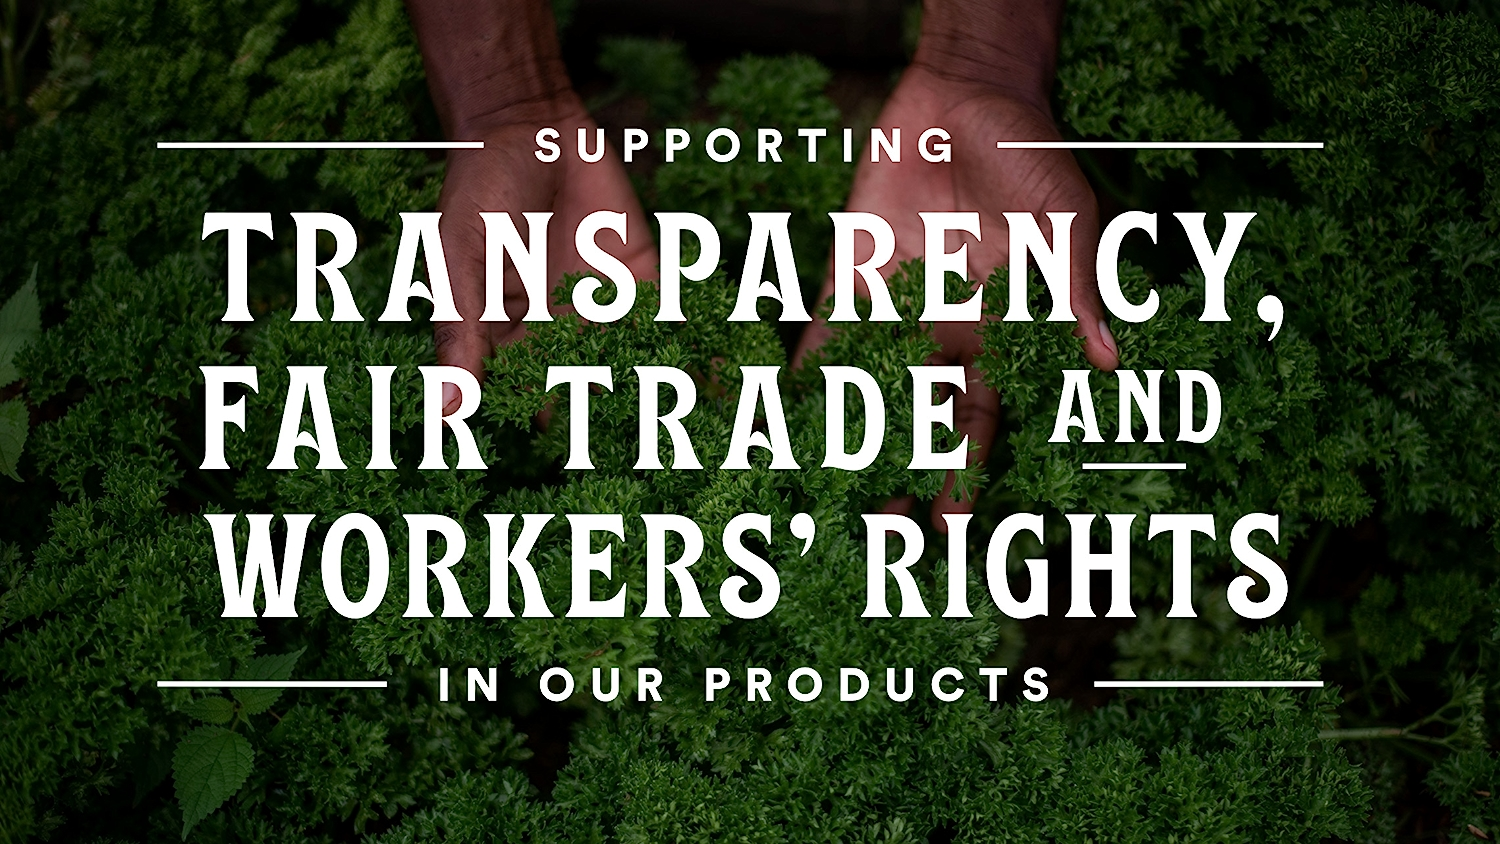 SUPPORTING
TRANSPARENCY,
FAIR TRADE AND
WORKERS’ RIGHTS
IN OUR PRODUCTS